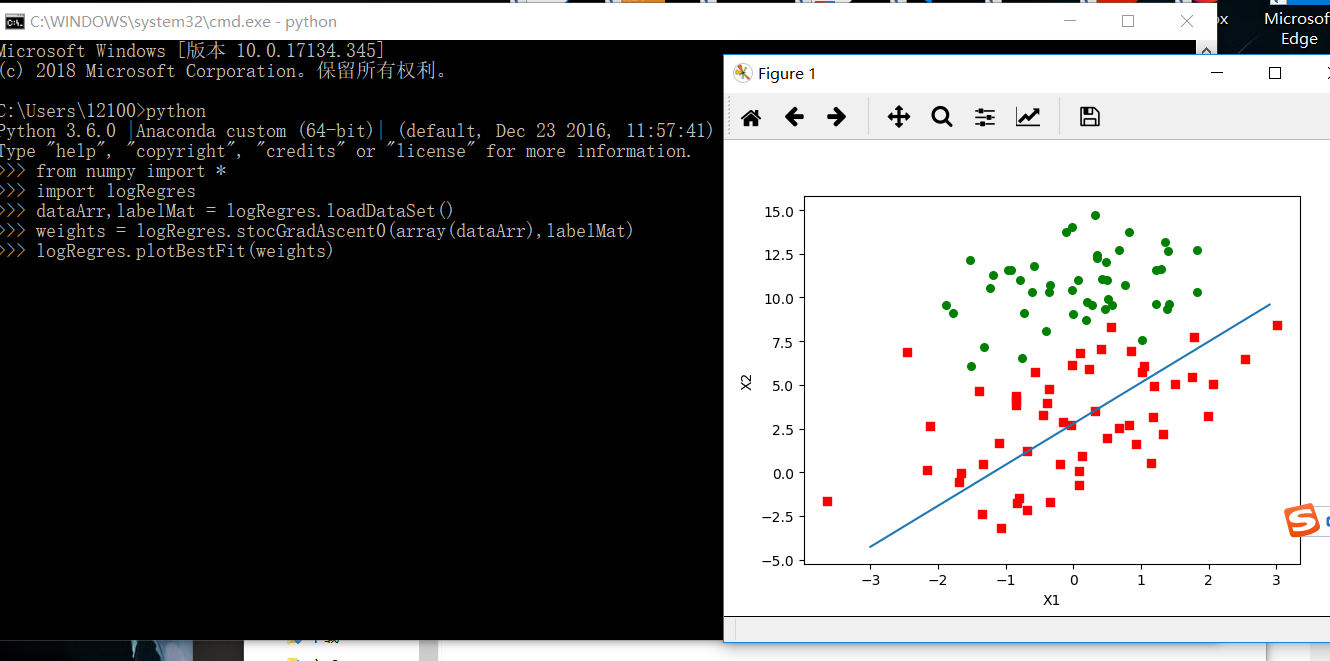 C:\WINDOWS\system32\cmd.exe - python
Microsoft Windows [版本 10.0.17134.345]
(c) 2018 Microsoft Corporation。保留所有权利。
C:\Users\12100>python
Python 3.6.0 |Anaconda custom (64-bit)| (default, Dec 23 2016, 11:57:41)
Type "help", "copyright", "credits" or "license" for more information.
>>> from numpy import *
>>> import logRegres
>>> dataArr,labelMat = logRegres.loadDataSet()
>>> weights = logRegres.stocGradAscent0(array(dataArr),labelMat)
>>> logRegres.plotBestFit(weights)
Microsof
Edge
Figure 1
15.0
12.5
10.0
7.5
5.0
2.5
0.0
−2.5
−5.0
X2
−3 −2 −1 0 1 2 3
X1
S